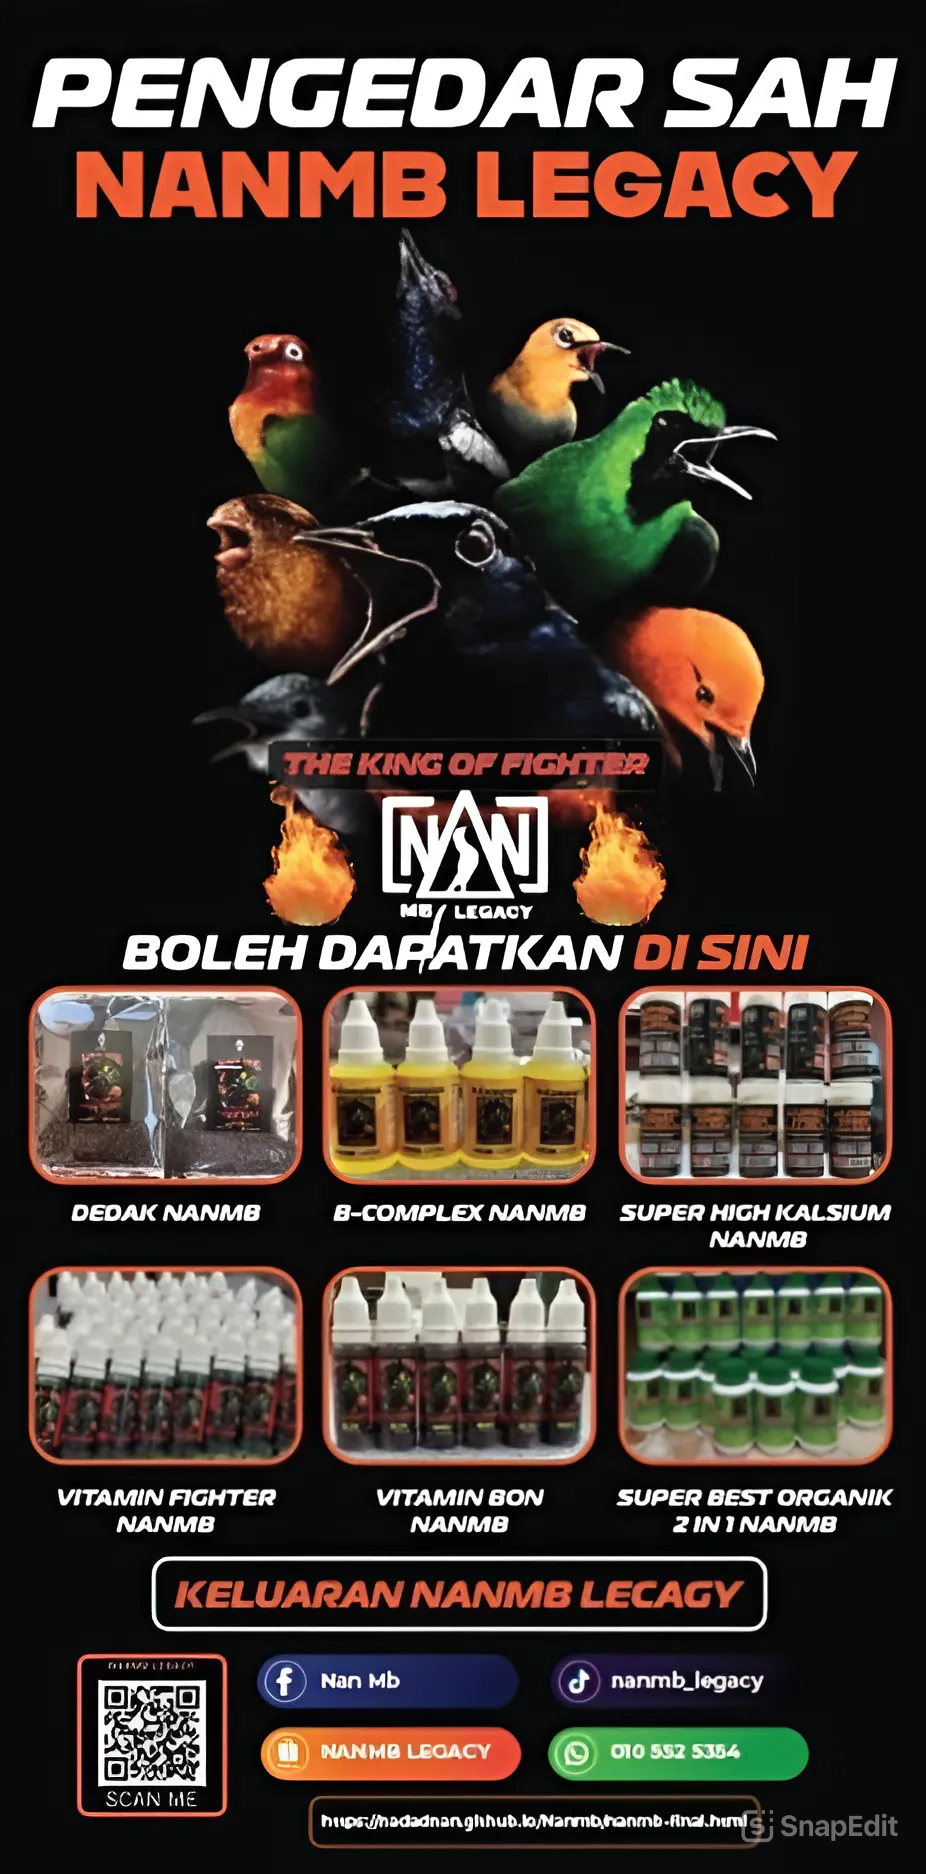 PENGEDAR SAH
NANMB LEGACY
THE KING OF FIGHTER
NAN
MB LEGACY
BOLEH DAPATKAN DI SINI
DEDAK NANMB
B-COMPLEX NANMB
SUPER HIGH KALSIUM
NANMB
VITAMIN FIGHTER
NANMB
VITAMIN BON
NANMB
SUPER BEST ORGANIK
2 IN 1 NANMB
KELUARAN NANMB LECAGY
SCAN ME
Nan Mb
nanmb_legacy
NANMB LEGACY
010 552 5354
SnapEdit